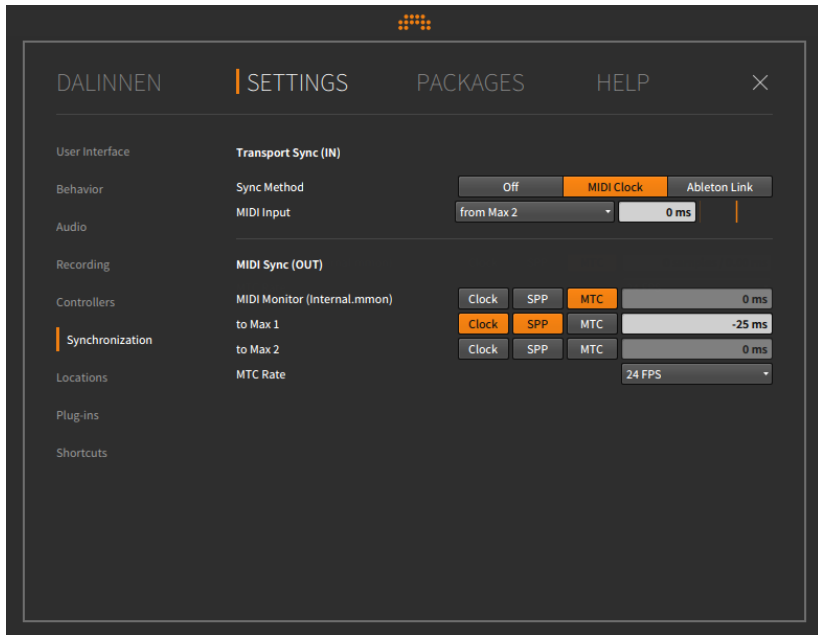 DALINNEN SETTINGS PACKAGES HELP
User Interface
Behavior
Audio
Recording
Controllers
Synchronization
Locations
Plug-ins
Shortcuts
Transport Sync (IN)
Sync Method Off MIDI Clock Ableton Link
MIDI Input from Max 2 0 ms
MIDI Sync (OUT)
MIDI Monitor (Internal.mmon) Clock SPP MTC 0 ms
to Max 1 Clock SPP MTC -25 ms
to Max 2 Clock SPP MTC 0 ms
MTC Rate 24 FPS